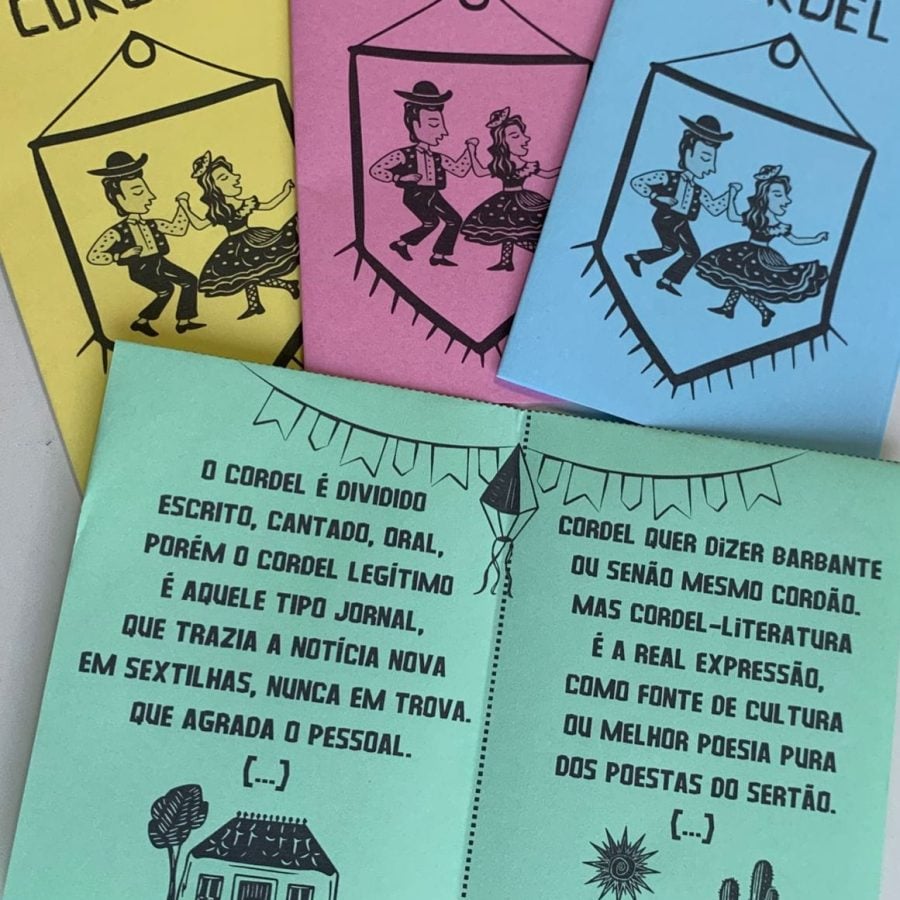 CORDEL
O CORDEL É DIVIDIDO
ESCRITO, CANTADO, ORAL,
PORÉM O CORDEL LEGÍTIMO
É AQUELE TIPO JORNAL,
QUE TRAZIA A NOTÍCIA NOVA
EM SEXTILHAS, NUNCA EM TROVA.
QUE AGRADA O PESSOAL.
(...)
CORDEL QUER DIZER BARBANTE
OU SENÃO MESMO CORDÃO.
MAS CORDEL-LITERATURA
É A REAL EXPRESSÃO,
COMO FONTE DE CULTURA
OU MELHOR POESIA PURA
DOS POESTAS DO SERTÃO.
(...)